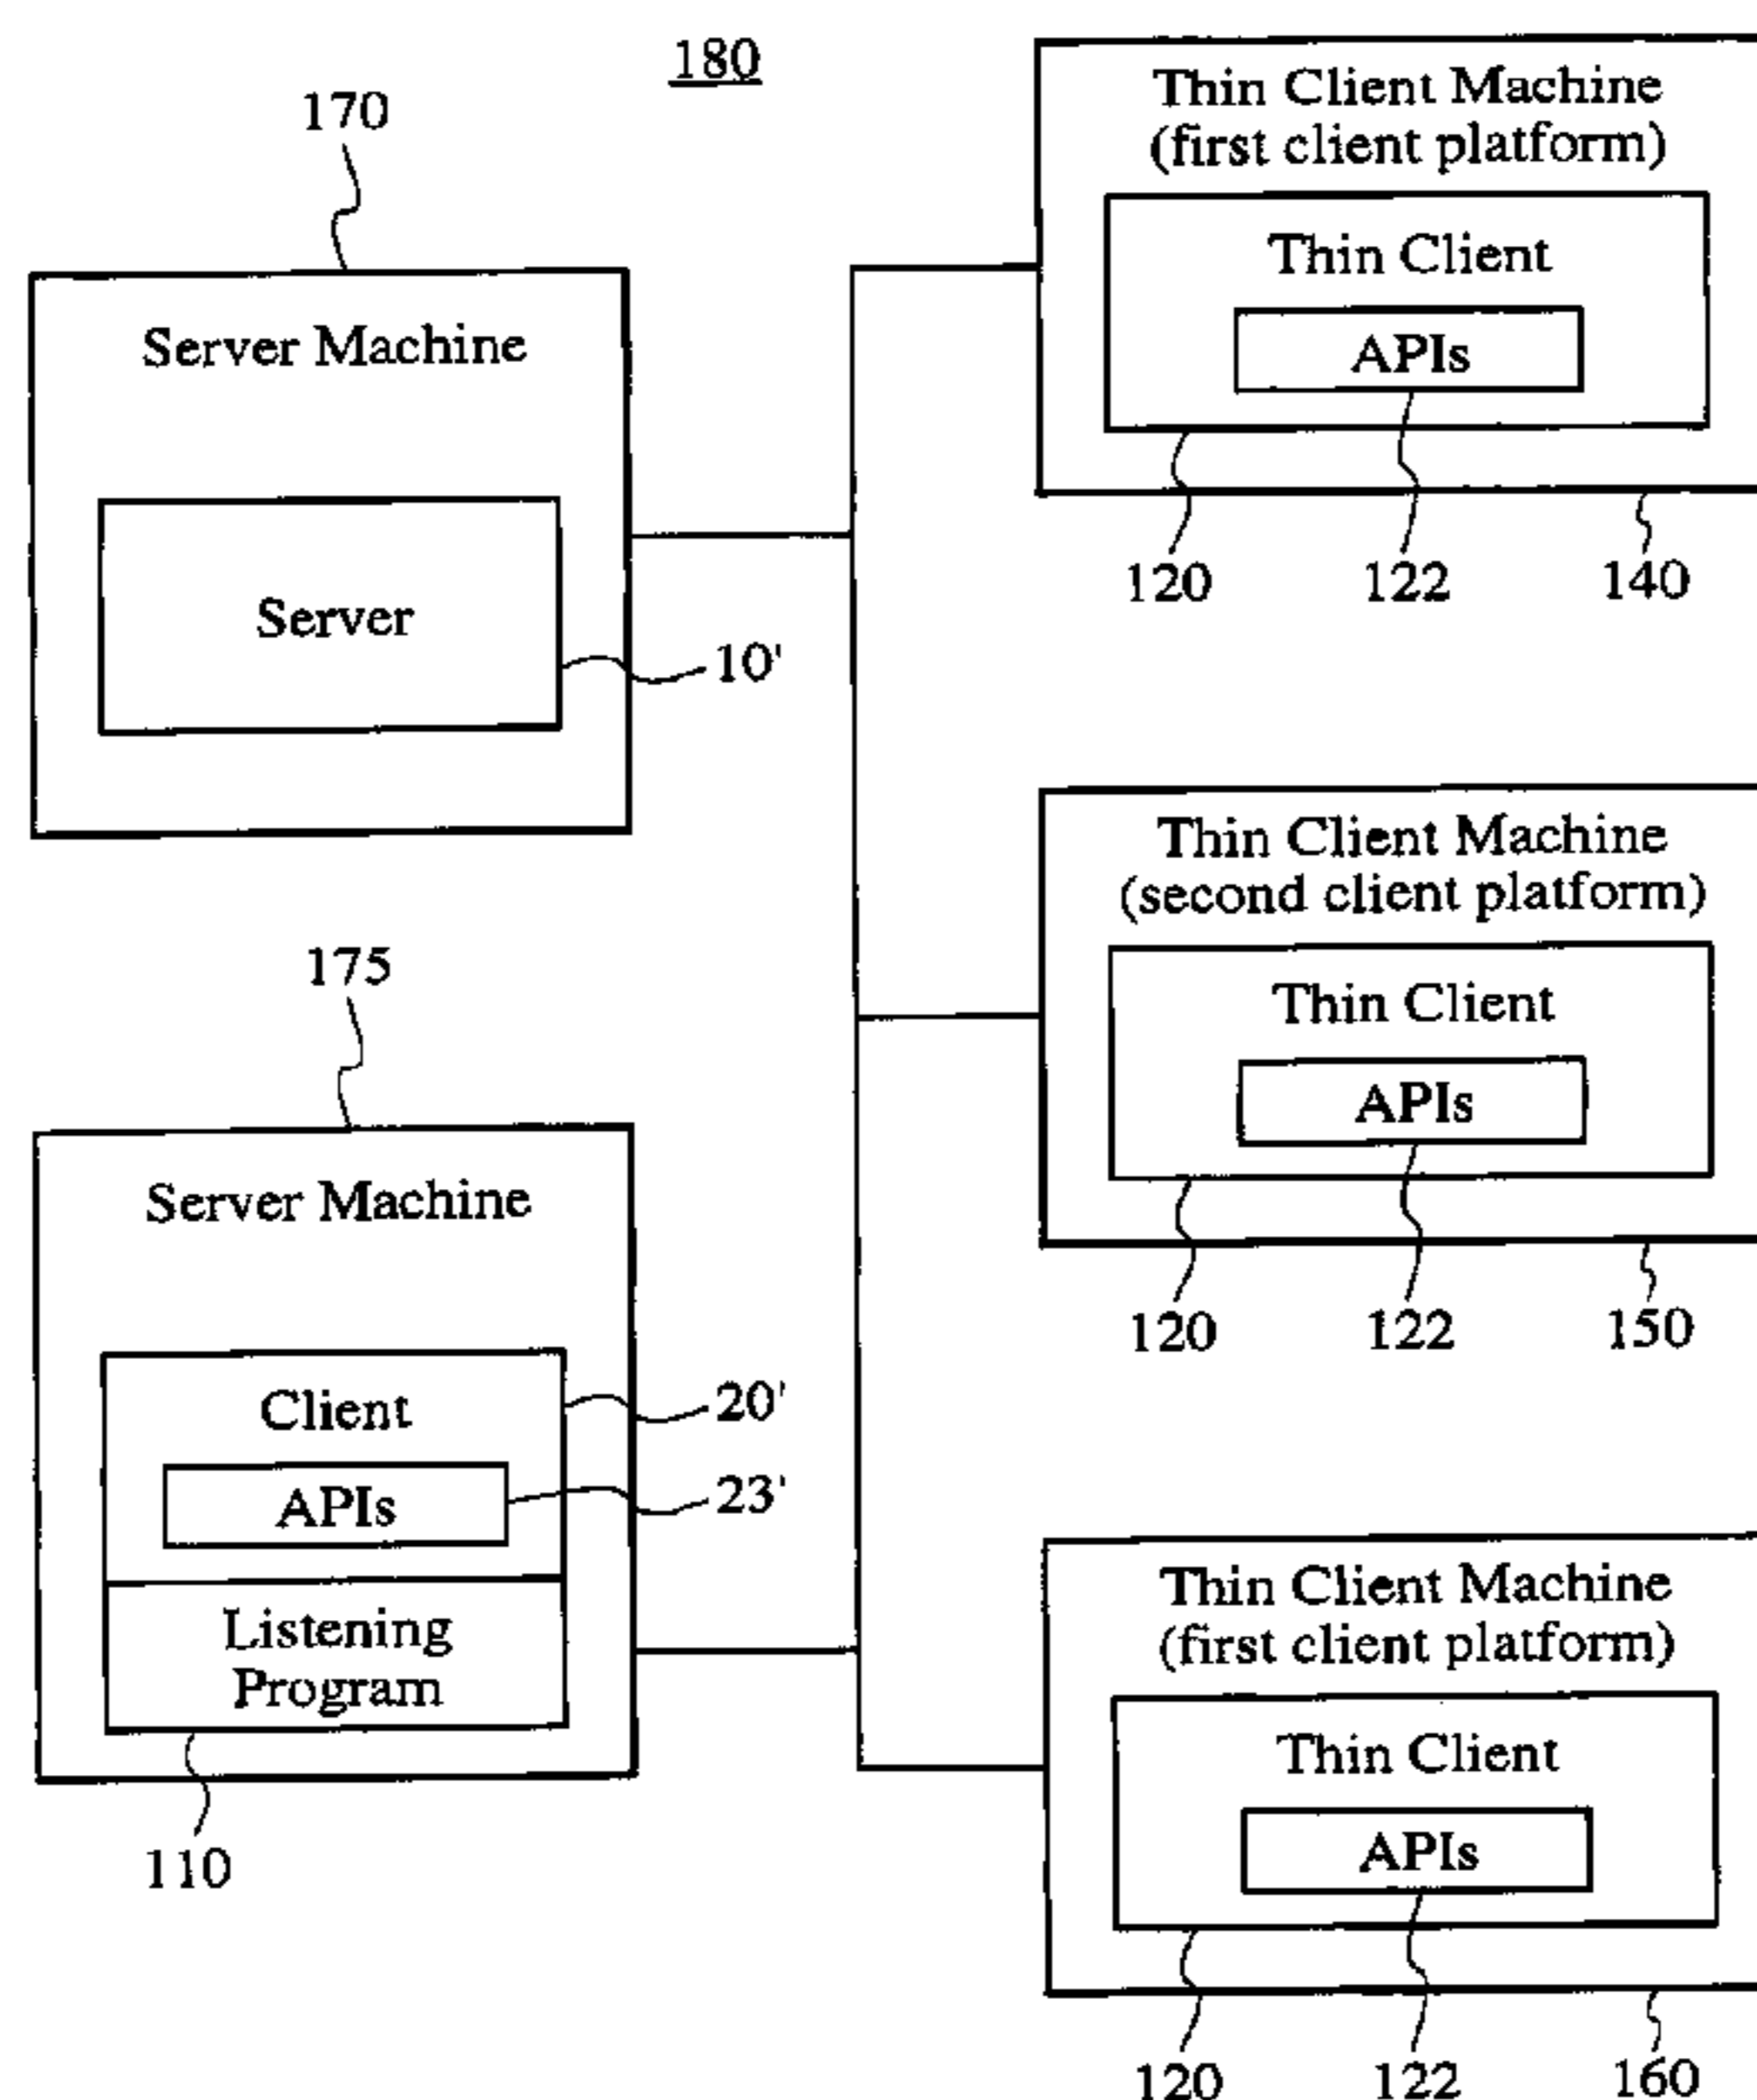 180
170
Server Machine
Server
10'
175
Server Machine
Client
20'
APIs
23'
Listening
Program
110
Thin Client Machine
(first client platform)
Thin Client
APIs
120
122
140
Thin Client Machine
(second client platform)
Thin Client
APIs
120
122
150
Thin Client Machine
(first client platform)
Thin Client
APIs
120
122
160